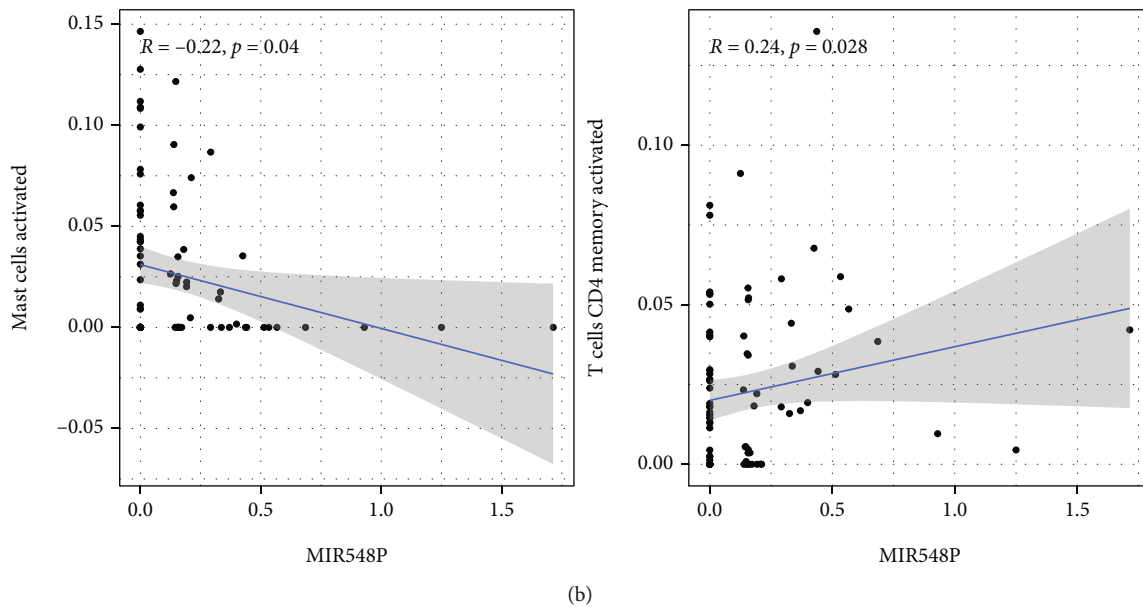 0.15
0.10
0.05
0.00
–0.05
Mast cells activated
R = –0.22, p = 0.04
0.0 0.5 1.0 1.5
MIR548P
0.10
0.05
0.00
T cells CD4 memory activated
R = 0.24, p = 0.028
0.0 0.5 1.0 1.5
MIR548P
(b)